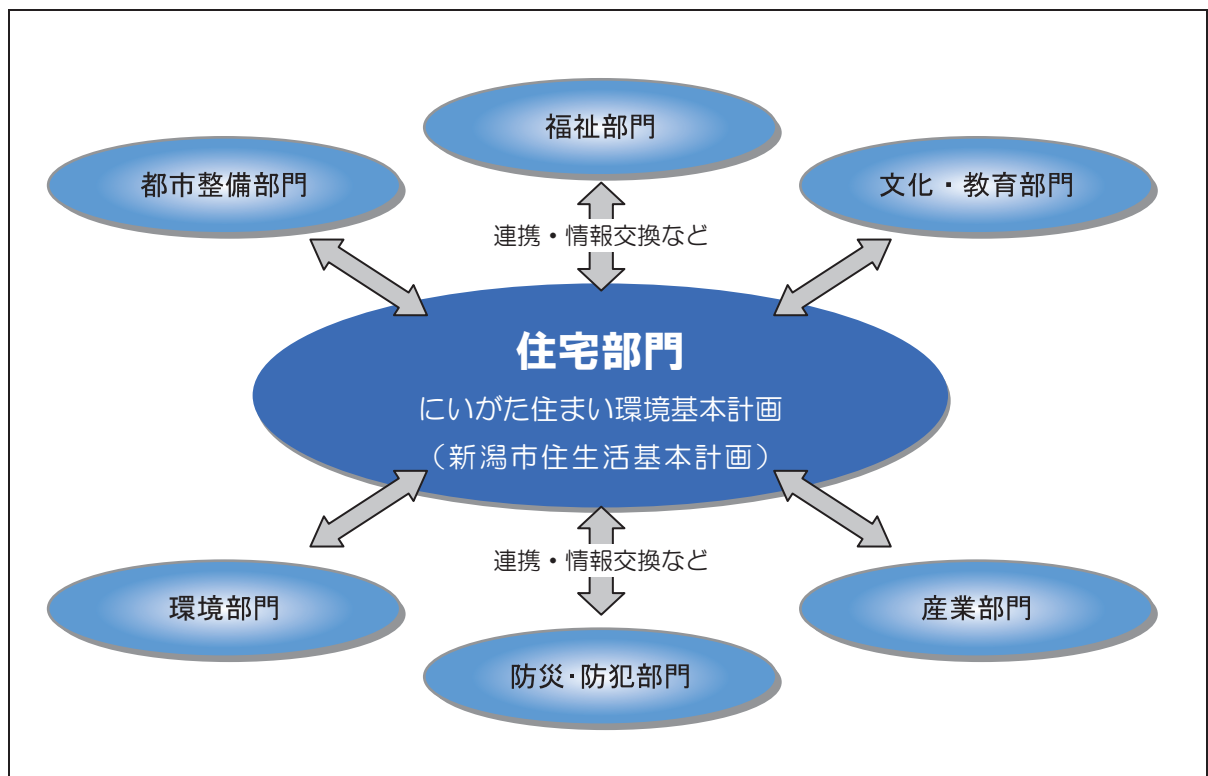 福祉部門
都市整備部門
文化・教育部門
連携・情報交換など
住宅部門
にいがた住まい環境基本計画
（新潟市住生活基本計画）
連携・情報交換など
環境部門
産業部門
防災・防犯部門